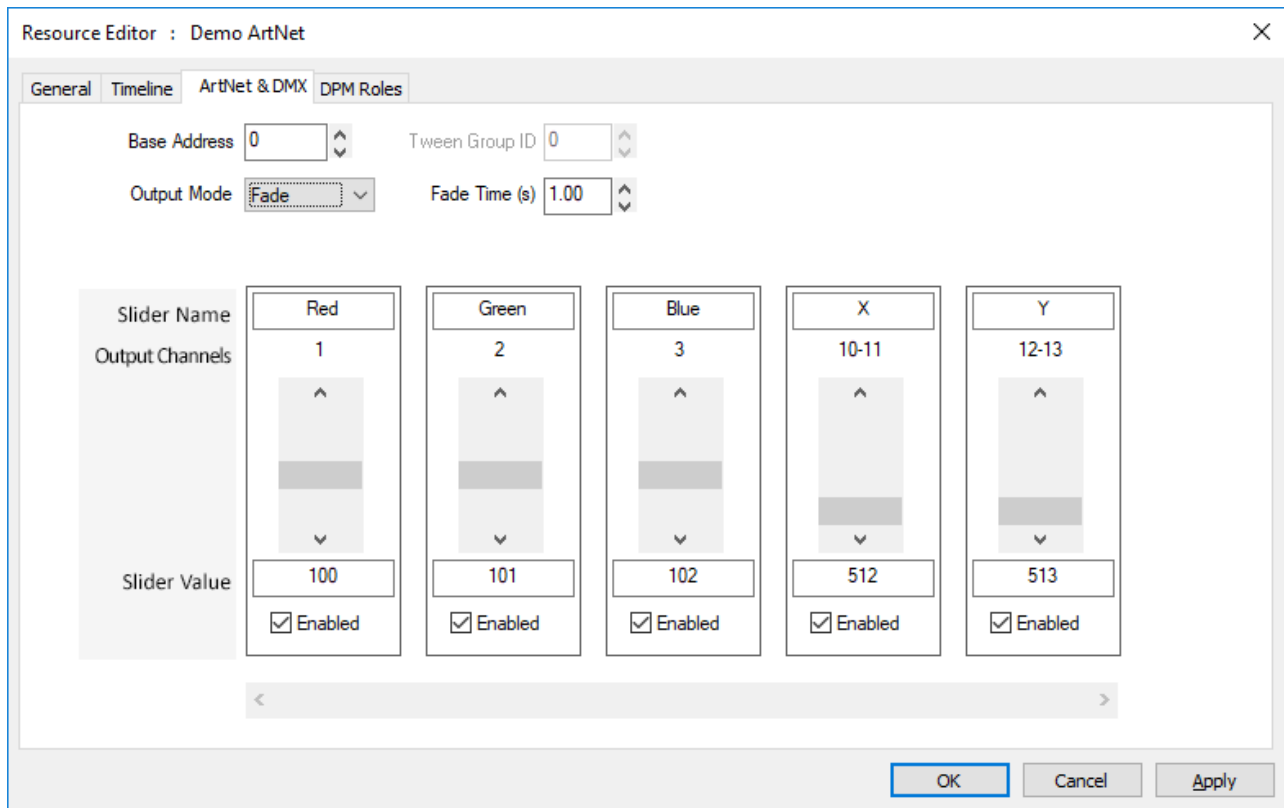 Resource Editor : Demo ArtNet
General Timeline ArtNet & DMX DPM Roles
Base Address 0 Tween Group ID 0
Output Mode Fade Fade Time (s) 1.00
Slider Name Red Green Blue X Y
Output Channels 1 2 3 10-11 12-13
Slider Value 100 101 102 512 513
Enabled Enabled Enabled Enabled Enabled
OK Cancel Apply